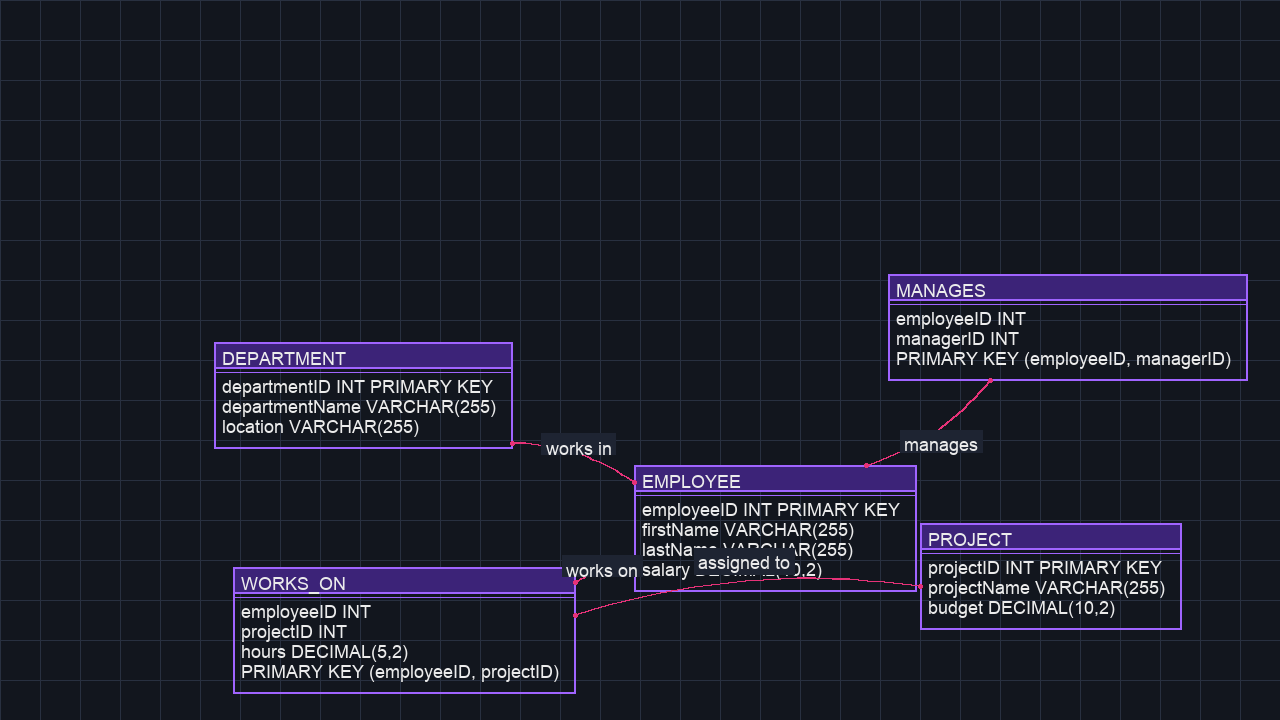 MANAGES
employeeID INT
managerID INT
PRIMARY KEY (employeeID, managerID)
DEPARTMENT
departmentID INT PRIMARY KEY
departmentName VARCHAR(255)
location VARCHAR(255)
works in
manages
EMPLOYEE
employeeID INT PRIMARY KEY
firstName VARCHAR(255)
lastName VARCHAR(255)
salary DECIMAL(10,2)
works on
assigned to
PROJECT
projectID INT PRIMARY KEY
projectName VARCHAR(255)
budget DECIMAL(10,2)
WORKS_ON
employeeID INT
projectID INT
hours DECIMAL(5,2)
PRIMARY KEY (employeeID, projectID)